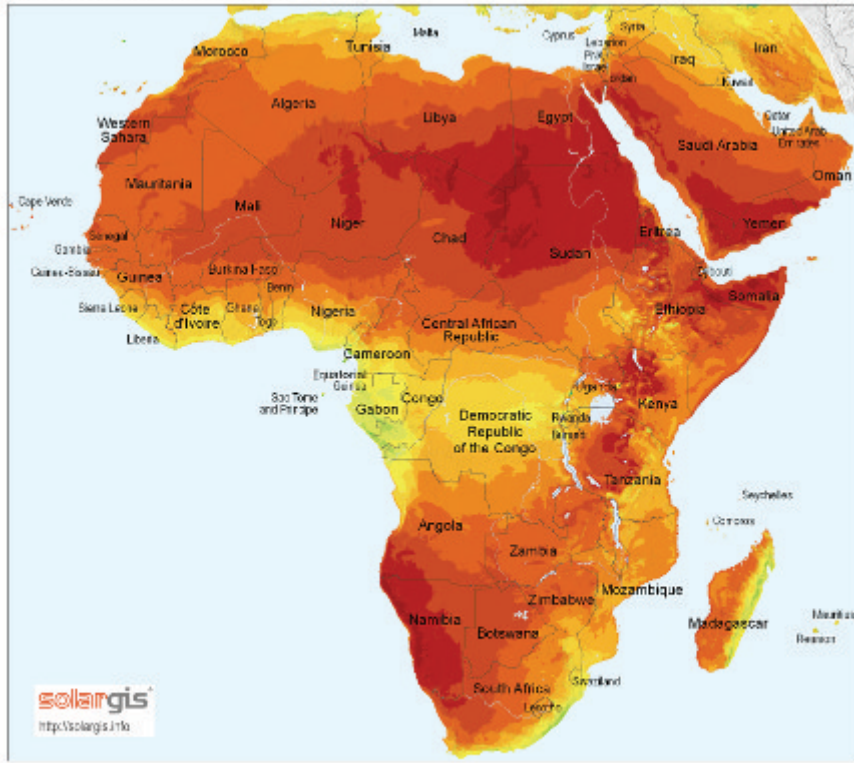 Malta
Cyprus
Syria
Lebanon
Israel
Jordan
Iraq
Iran
Kuwait
Morocco
Tunisia
Algeria
Libya
Egypt
Qatar
United Arab
Emirates
Saudi Arabia
Oman
Western
Sahara
Mauritania
Mali
Niger
Chad
Sudan
Eritrea
Yemen
Cape Verde
Senegal
Gambia
Guinea-Bissau
Guinea
Burkina Faso
Benin
Djibouti
Somalia
Sierra Leone
Côte
d'Ivoire
Ghana
Togo
Nigeria
Ethiopia
Liberia
Central African
Republic
Cameroon
Equatorial
Guinea
Sao Tome
and Principe
Gabon
Congo
Uganda
Kenya
Democratic
Republic
of the Congo
Rwanda
Tanzania
Seychelles
Comoros
Angola
Zambia
Mozambique
Zimbabwe
Madagascar
Mauritius
Reunion
Namibia
Botswana
South Africa
Swaziland
Lesotho
solargis
http://solargis.info